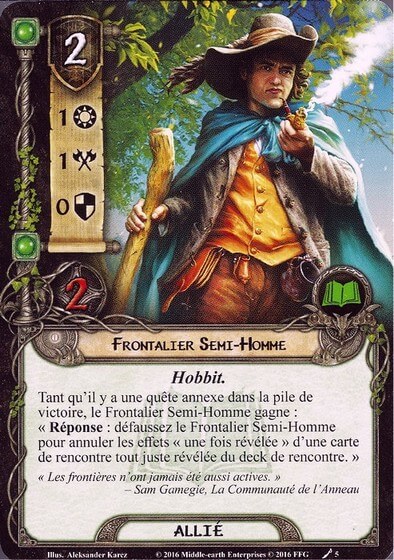 2
1
1
0
2
Frontalier Semi-Homme
Hobbit.
Tant qu'il y a une quête annexe dans la pile de
victoire, le Frontalier Semi-Homme gagne :
« Réponse : défaussez le Frontalier Semi-Homme
pour annuler les effets « une fois révélée » d'une carte
de rencontre tout juste révélée du deck de rencontre. »
« Les frontières n'ont jamais été aussi actives. »
– Sam Gamegie, La Communauté de l'Anneau
Allié
Illus. Aleksander Karcz © 2016 Middle-earth Enterprises © 2016 FFG 5